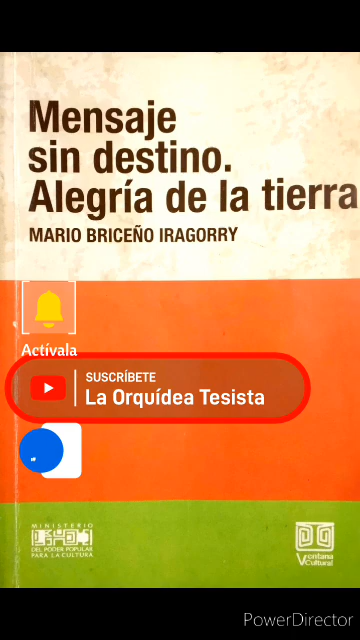 Mensaje
sin destino.
Alegría de la tierra
MARIO BRICEÑO IRAGORRY
Actívala
SUSCRÍBETE
La Orquídea Tesista
MINISTERIO
DEL PODER POPULAR
PARA LA CULTURA
Ventana
Cultural
PowerDirector